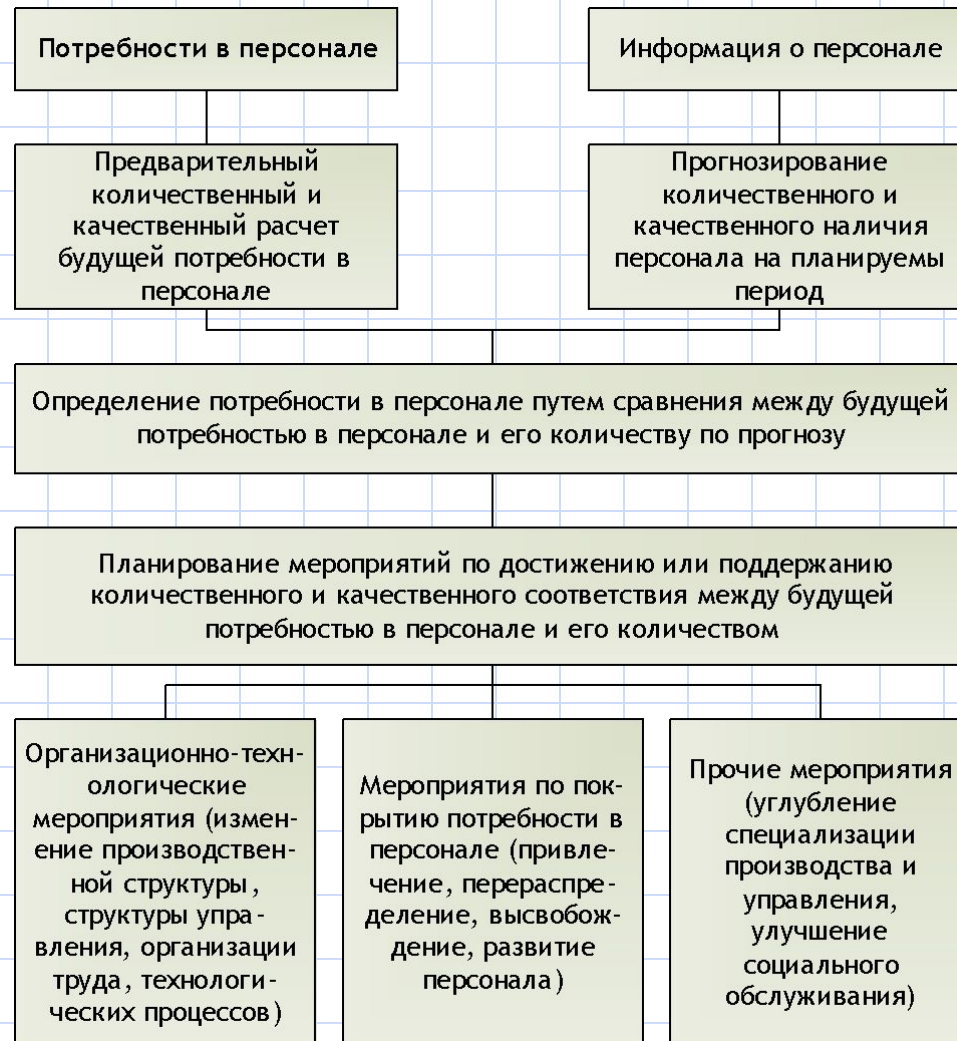 Потребности в персонале
Информация о персонале
Предварительный
количественный и
качественный расчет
будущей потребности в
персонале
Прогнозирование
количественного и
качественного наличия
персонала на планируемы
период
Определение потребности в персонале путем сравнения между будущей
потребностью в персонале и его количеству по прогнозу
Планирование мероприятий по достижению или поддержанию
количественного и качественного соответствия между будущей
потребностью в персонале и его количеством
Организационно-техн-
ологические
мероприятия (измен-
ение производствен-
ной структуры,
структуры упра-
вления, организации
труда, технологи-
ческих процессов)
Мероприятия по пок-
рытию потребности в
персонале (привле-
чение, перераспре-
деление, высвобож-
дение, развитие
персонала)
Прочие мероприятия
(углубление
специализации
производства и
управления,
улучшение
социального
обслуживания)